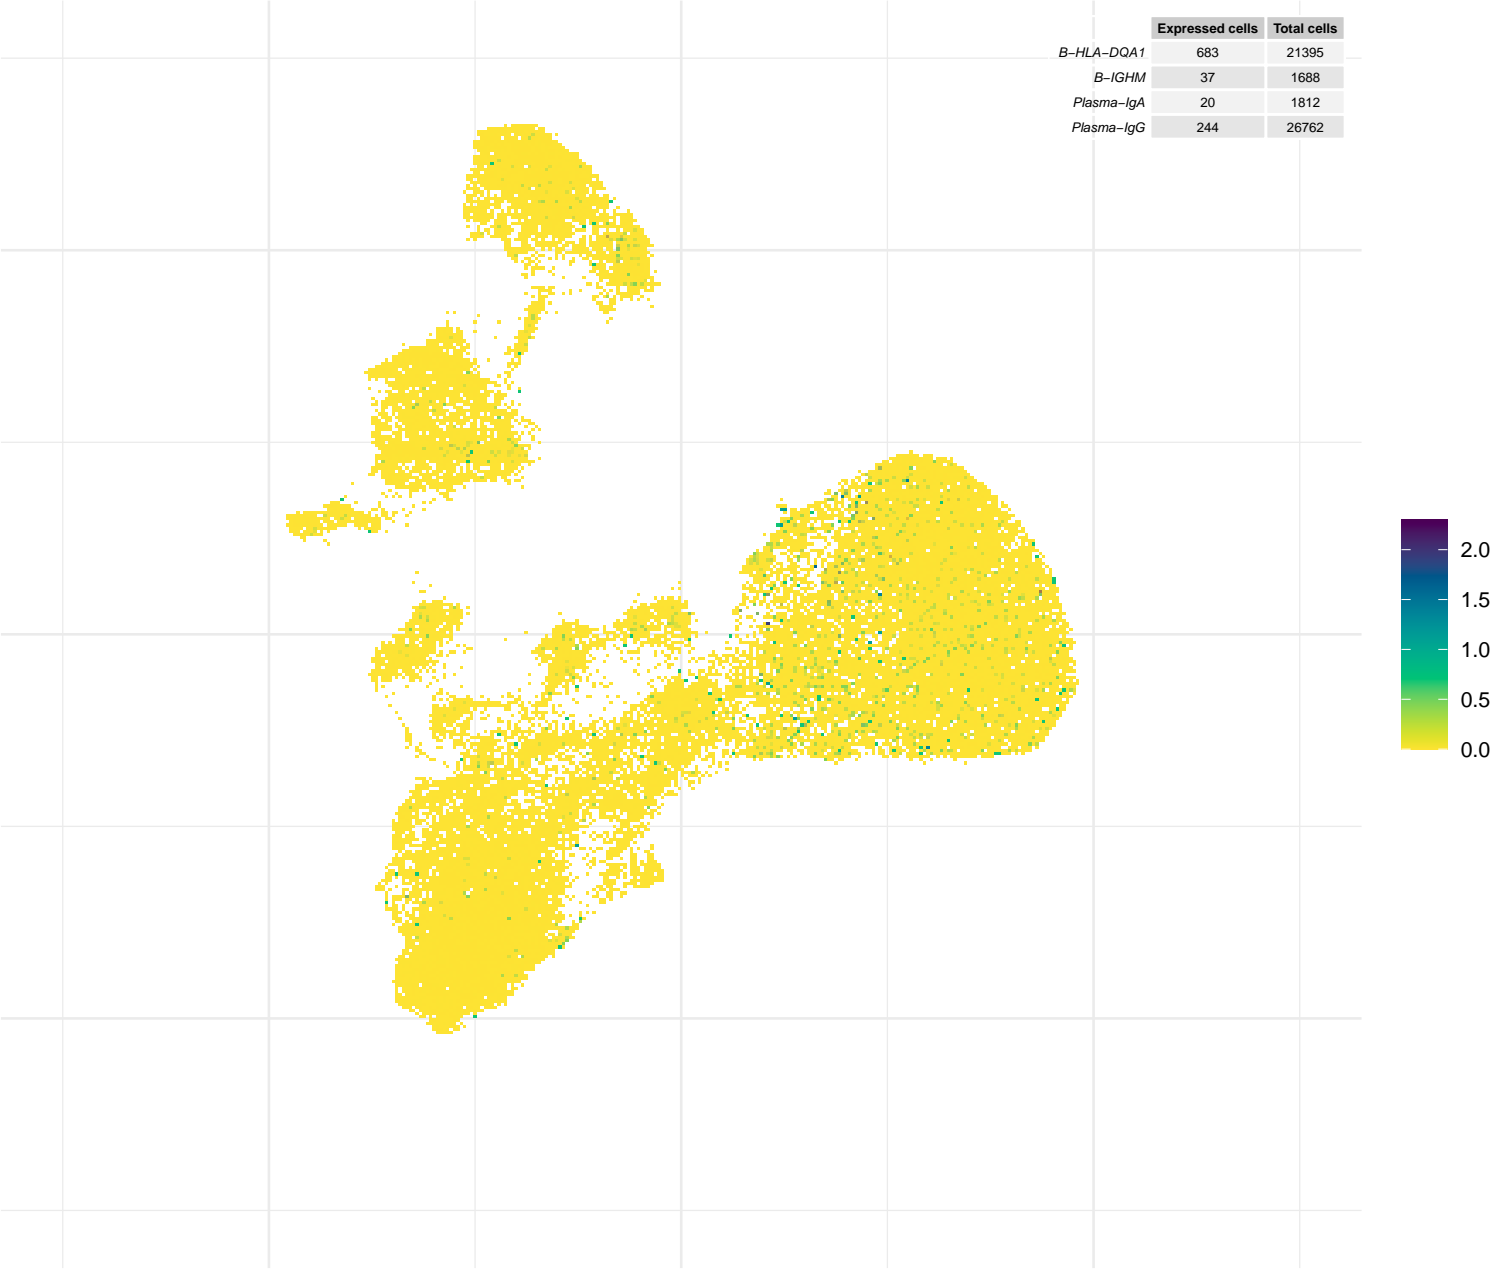 Expressed cells Total cells
B−HLA−DQA1 683 21395
B−IGHM 37 1688
Plasma−IgA 20 1812
Plasma−IgG 244 26762
2.0
1.5
1.0
0.5
0.0